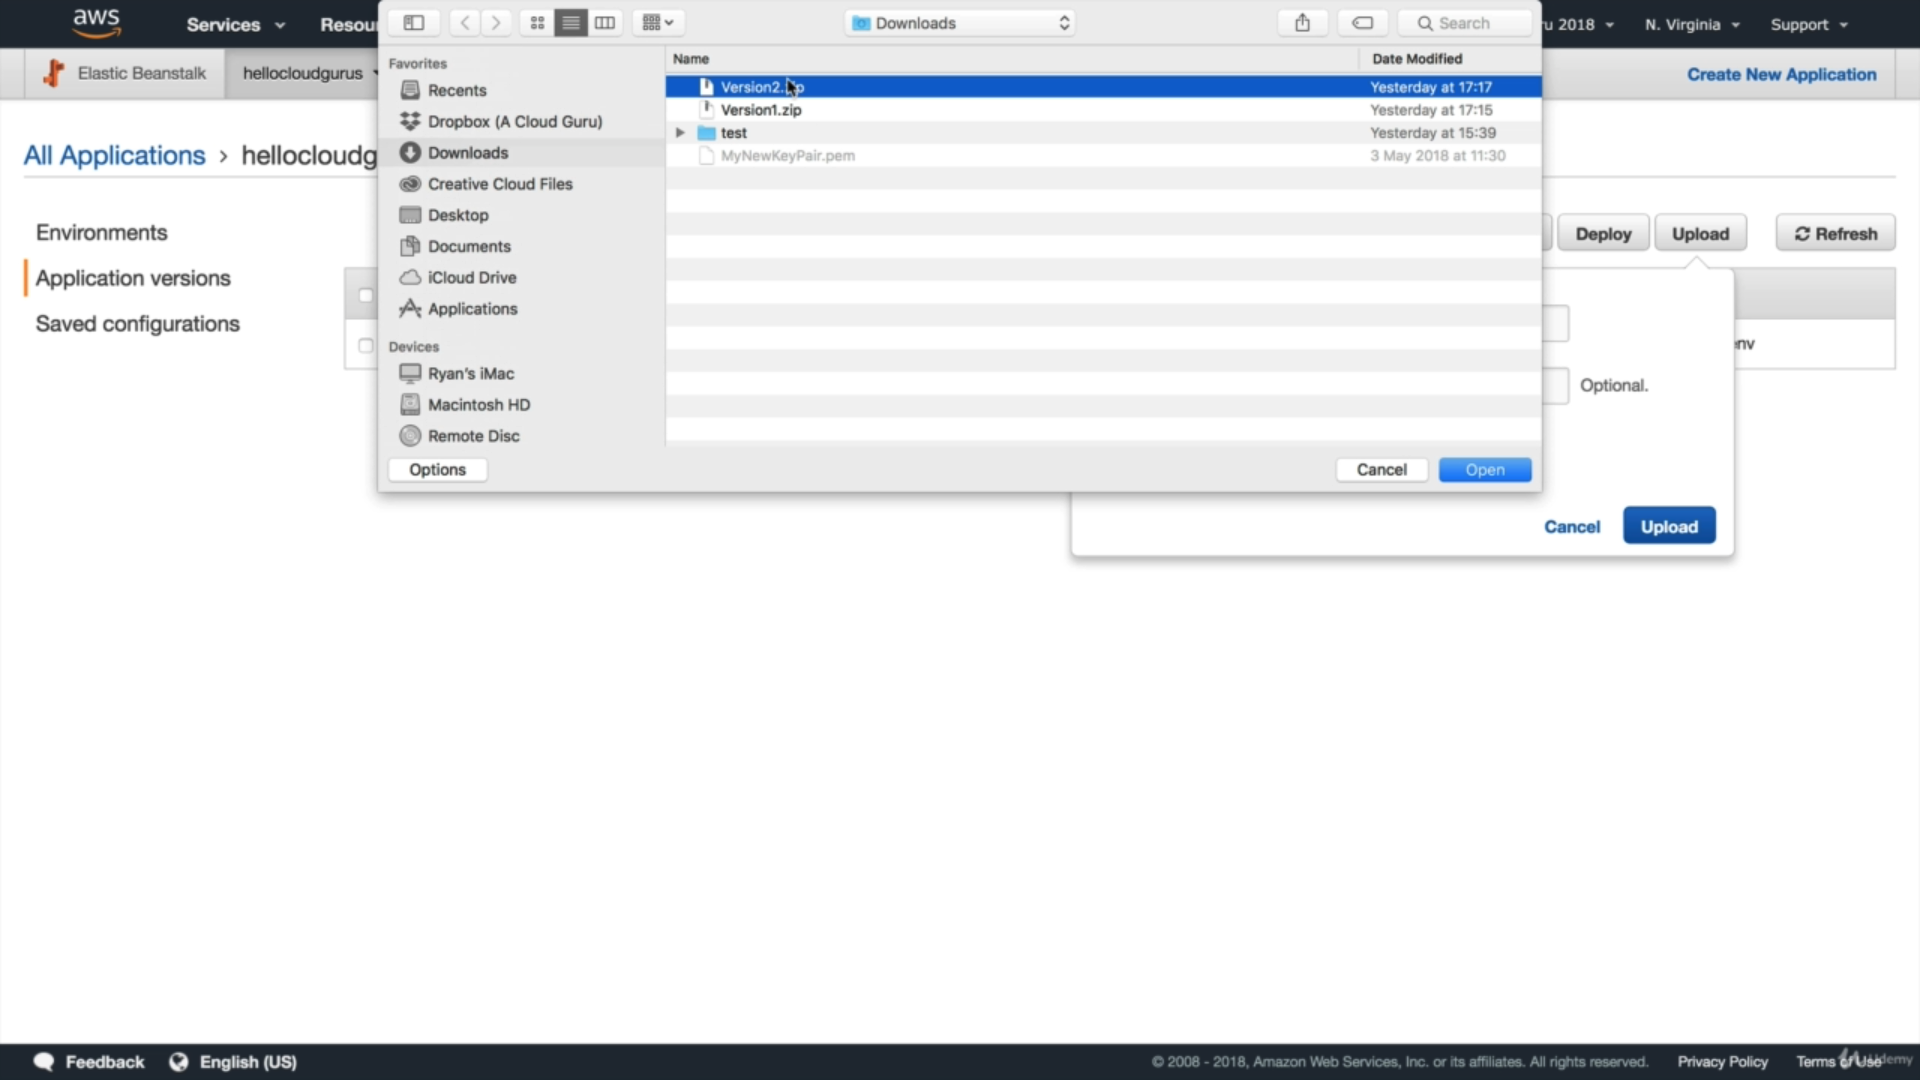 aws
Services
Resou
Downloads
Search
u 2018
N. Virginia
Support
Elastic Beanstalk
hellocloudgurus
Create New Application
Favorites
Recents
Dropbox (A Cloud Guru)
Downloads
Creative Cloud Files
Desktop
Documents
iCloud Drive
Applications
Devices
Ryan's iMac
Macintosh HD
Remote Disc
Name
Date Modified
Version2.zip
Yesterday at 17:17
Version1.zip
Yesterday at 17:15
test
Yesterday at 15:39
MyNewKeyPair.pem
3 May 2018 at 11:30
Options
Cancel
Open
All Applications › hellocloudg
Environments
Application versions
Saved configurations
Deploy
Upload
Refresh
env
Optional.
Cancel
Upload
Feedback
English (US)
© 2008 - 2018, Amazon Web Services, Inc. or its affiliates. All rights reserved.
Privacy Policy
Terms of Use